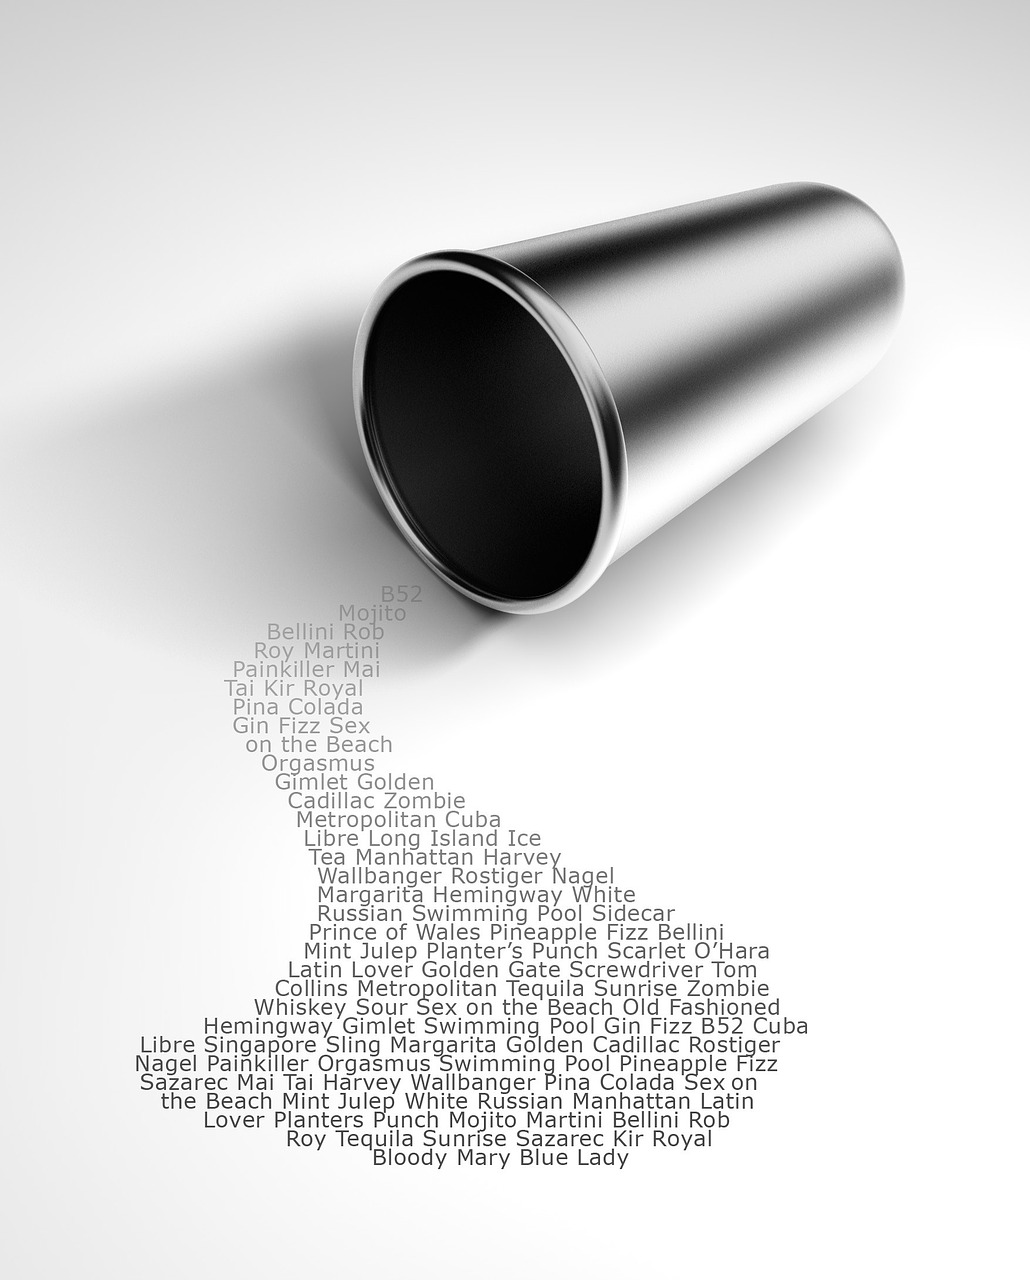 B52
Mojito
Bellini Rob
Roy Martini
Painkiller Mai
Tai Kir Royal
Pina Colada
Gin Fizz Sex
on the Beach
Orgasmus
Gimlet Golden
Cadillac Zombie
Metropolitan Cuba
Libre Long Island Ice
Tea Manhattan Harvey
Wallbanger Rostiger Nagel
Margarita Hemingway White
Russian Swimming Pool Sidecar
Prince of Wales Pineapple Fizz Bellini
Mint Julep Planter’s Punch Scarlet O’Hara
Latin Lover Golden Gate Screwdriver Tom
Collins Metropolitan Tequila Sunrise Zombie
Whiskey Sour Sex on the Beach Old Fashioned
Hemingway Gimlet Swimming Pool Gin Fizz B52 Cuba
Libre Singapore Sling Margarita Golden Cadillac Rostiger
Nagel Painkiller Orgasmus Swimming Pool Pineapple Fizz
Sazarec Mai Tai Harvey Wallbanger Pina Colada Sex on
the Beach Mint Julep White Russian Manhattan Latin
Lover Planters Punch Mojito Martini Bellini Rob
Roy Tequila Sunrise Sazarec Kir Royal
Bloody Mary Blue Lady